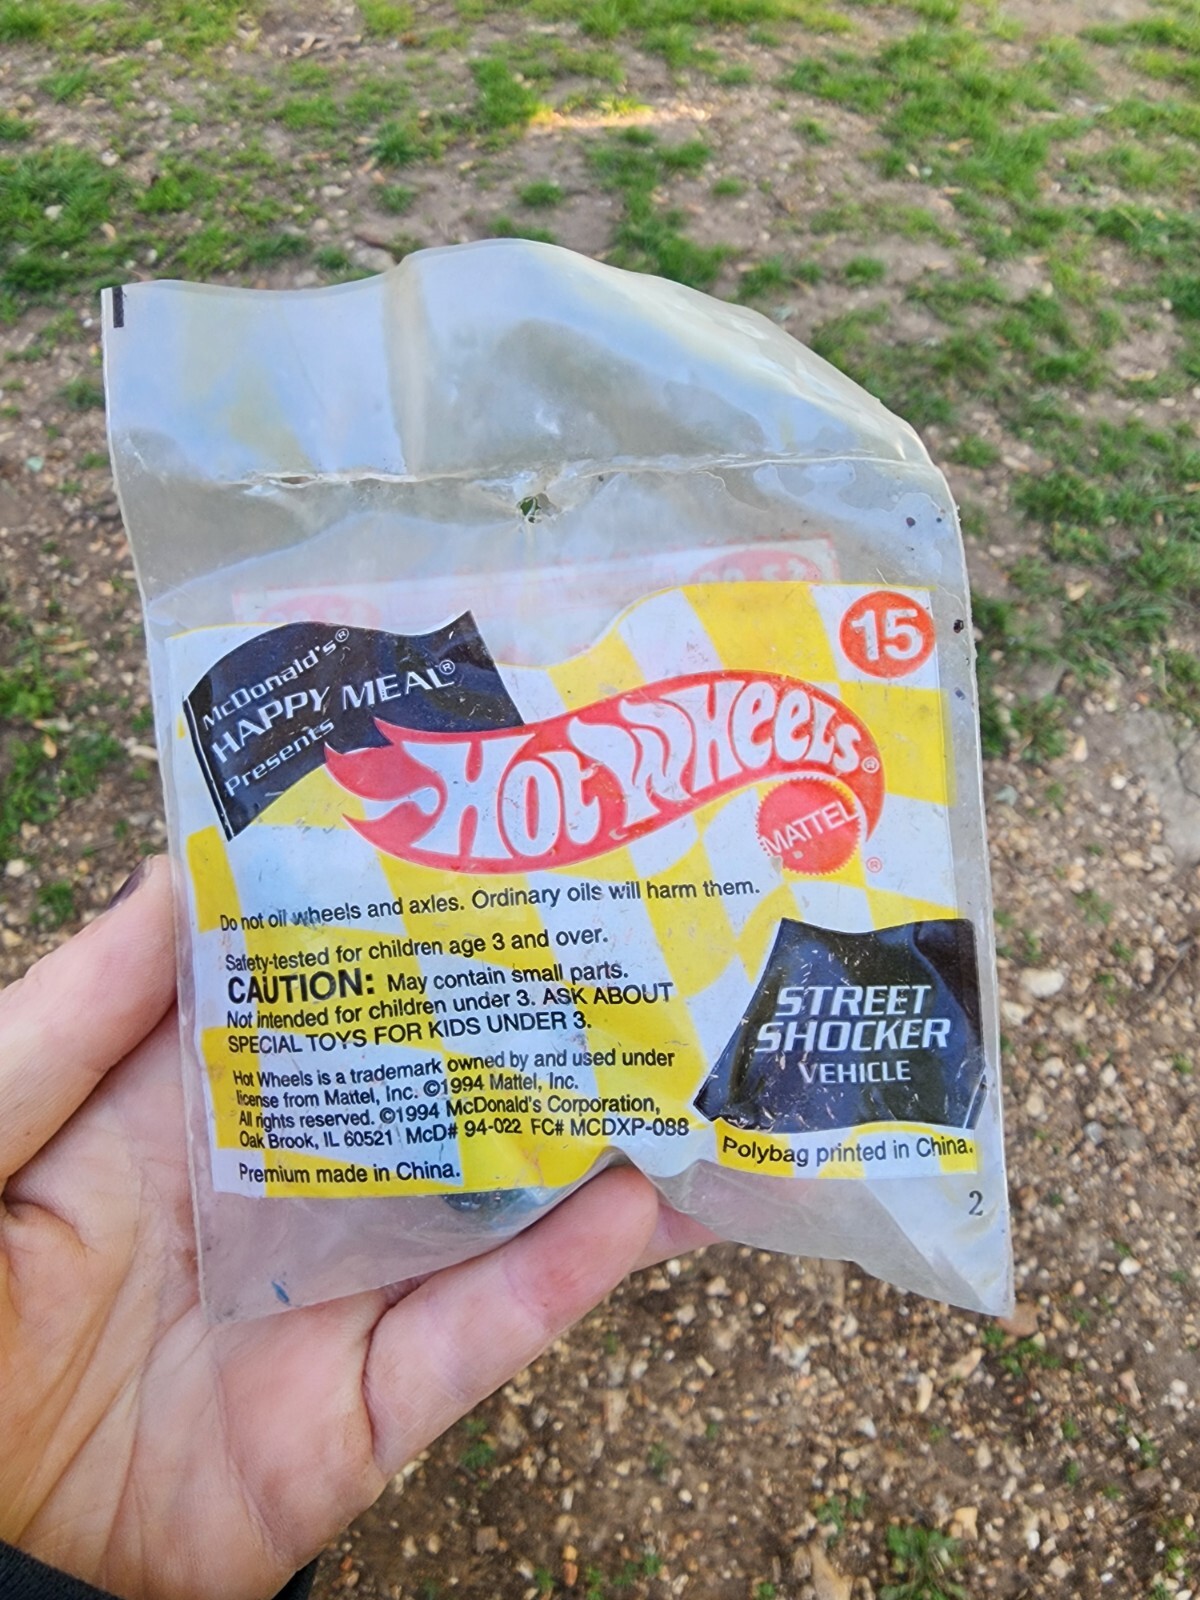 15
McDonald's®
HAPPY MEAL®
Presents
HOT WHEELS®
MATTEL®
Do not oil wheels and axles. Ordinary oils will harm them.
Safety-tested for children age 3 and over.
CAUTION: May contain small parts.
Not intended for children under 3. ASK ABOUT
SPECIAL TOYS FOR KIDS UNDER 3.
Hot Wheels is a trademark owned by and used under
license from Mattel, Inc. ©1994 Mattel, Inc.
All rights reserved. ©1994 McDonald's Corporation,
Oak Brook, IL 60521 McD# 94-022 FC# MCDXP-088
Premium made in China.
STREET
SHOCKER
VEHICLE
Polybag printed in China.
2